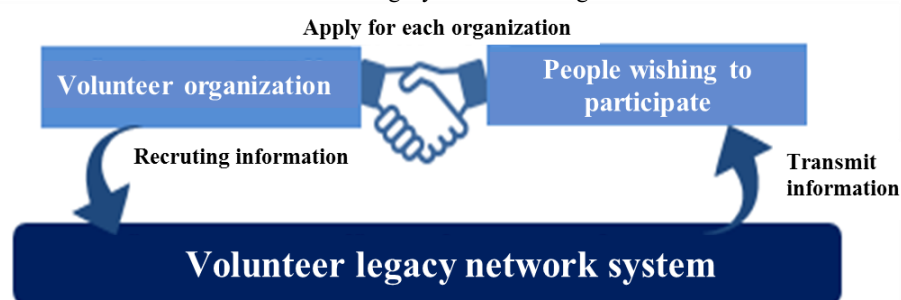 Apply for each organization
Volunteer organization
People wishing to
participate
Recruting information
Transmit
information
Volunteer legacy network system